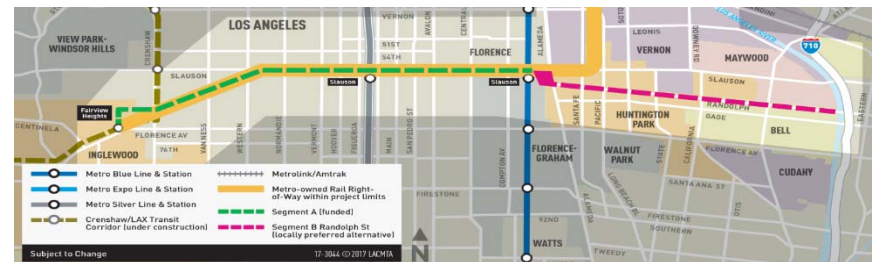 VERNON
LOS ANGELES
VIEW PARK-
WINDSOR HILLS
CRENSHAW
AVALON
CENTRAL
ALAMEDA
SOTO
LEONIS
DOWNEY RD
LOS ANGELES RIVER
51ST
54TH
FLORENCE
VERNON
MAYWOOD
710
SLAUSON
Slauson
Slauson
SLAUSON
Fairview
Heights
RANDOLPH
GAGE
EASTERN
CENTINELA
FLORENCE AV
76TH
INGLEWOOD
VAN NESS
WESTERN
NORMANDIE
VERMONT
HOOVER
FIGUEROA
MAIN
SAN PEDRO ST
COMPTON AV
SANTA FE
PACIFIC
HUNTINGTON
PARK
BELL
FLORENCE-
GRAHAM
WALNUT
PARK
STATE
CALIFORNIA
FLORENCE AV
CUDAHY
SANTA ANA ST
LONG BEACH BL
OTIS
ALAMEDA
FIRESTONE
FIRESTONE
SOUTHERN
92ND
WATTS
TWEEDY
Metro Blue Line & Station
Metro Expo Line & Station
Metro Silver Line & Station
Crenshaw/LAX Transit
Corridor (under construction)
Metrolink/Amtrak
Metro-owned Rail Right-
of-Way within project limits
Segment A (funded)
Segment B Randolph St
(locally preferred alternative)
Subject to Change
17-3044 © 2017 LACMTA
N